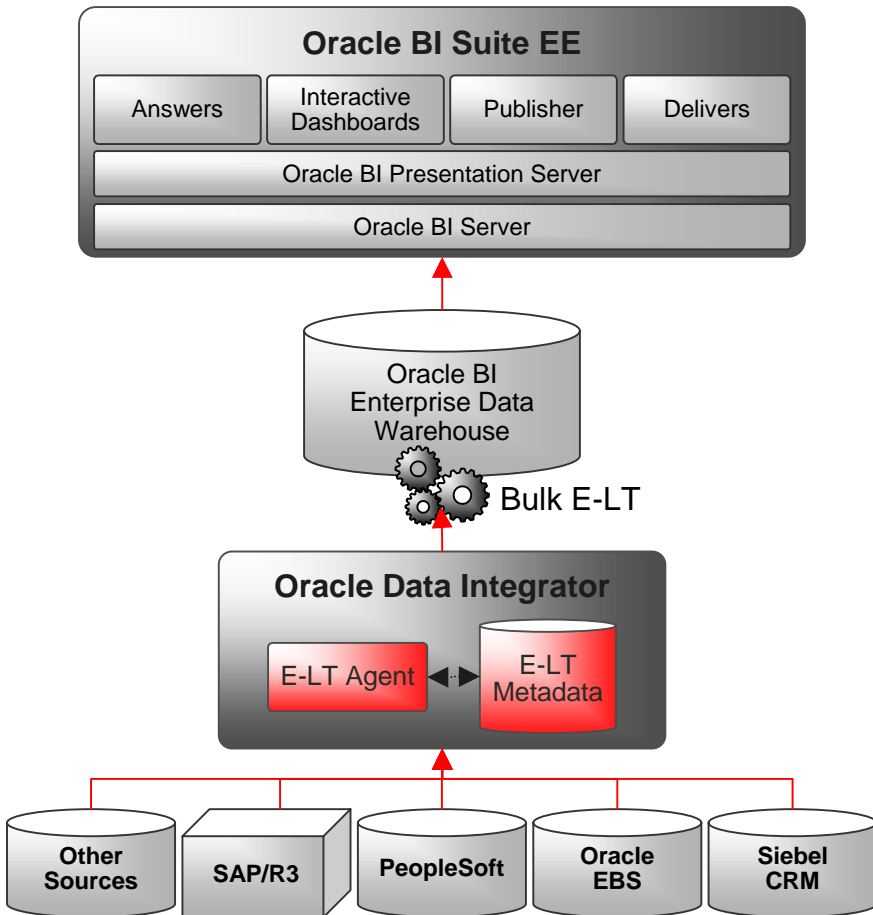 Oracle BI Suite EE
Answers
Interactive
Dashboards
Publisher
Delivers
Oracle BI Presentation Server
Oracle BI Server
Oracle BI
Enterprise Data
Warehouse
Bulk E-LT
Oracle Data Integrator
E-LT Agent
E-LT
Metadata
Other
Sources
SAP/R3
PeopleSoft
Oracle
EBS
Siebel
CRM